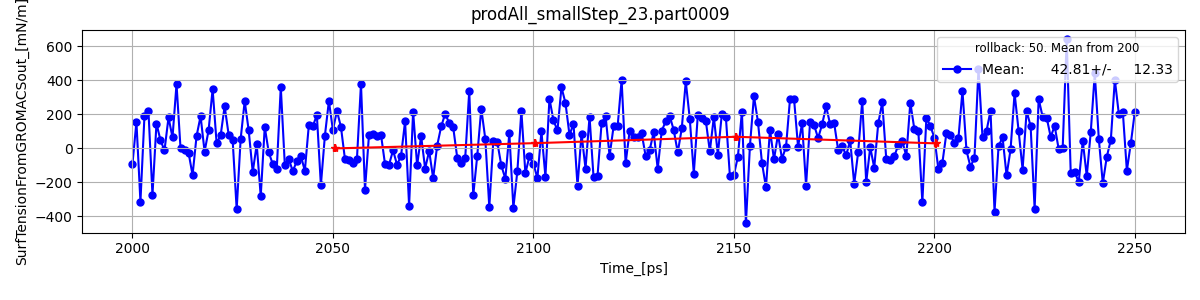 prodAll_smallStep_23.part0009
SurfTensionFromGROMACSout_[mN/m]
600
400
200
0
−200
−400
rollback: 50. Mean from 200
Mean: 42.81+/- 12.33
2000 2050 2100 2150 2200 2250
Time_[ps]